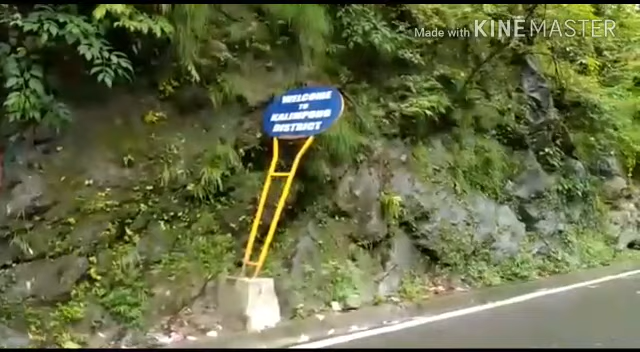 Made with KINEMASTER
WELCOME
TO
KALIMPONG
DISTRICT